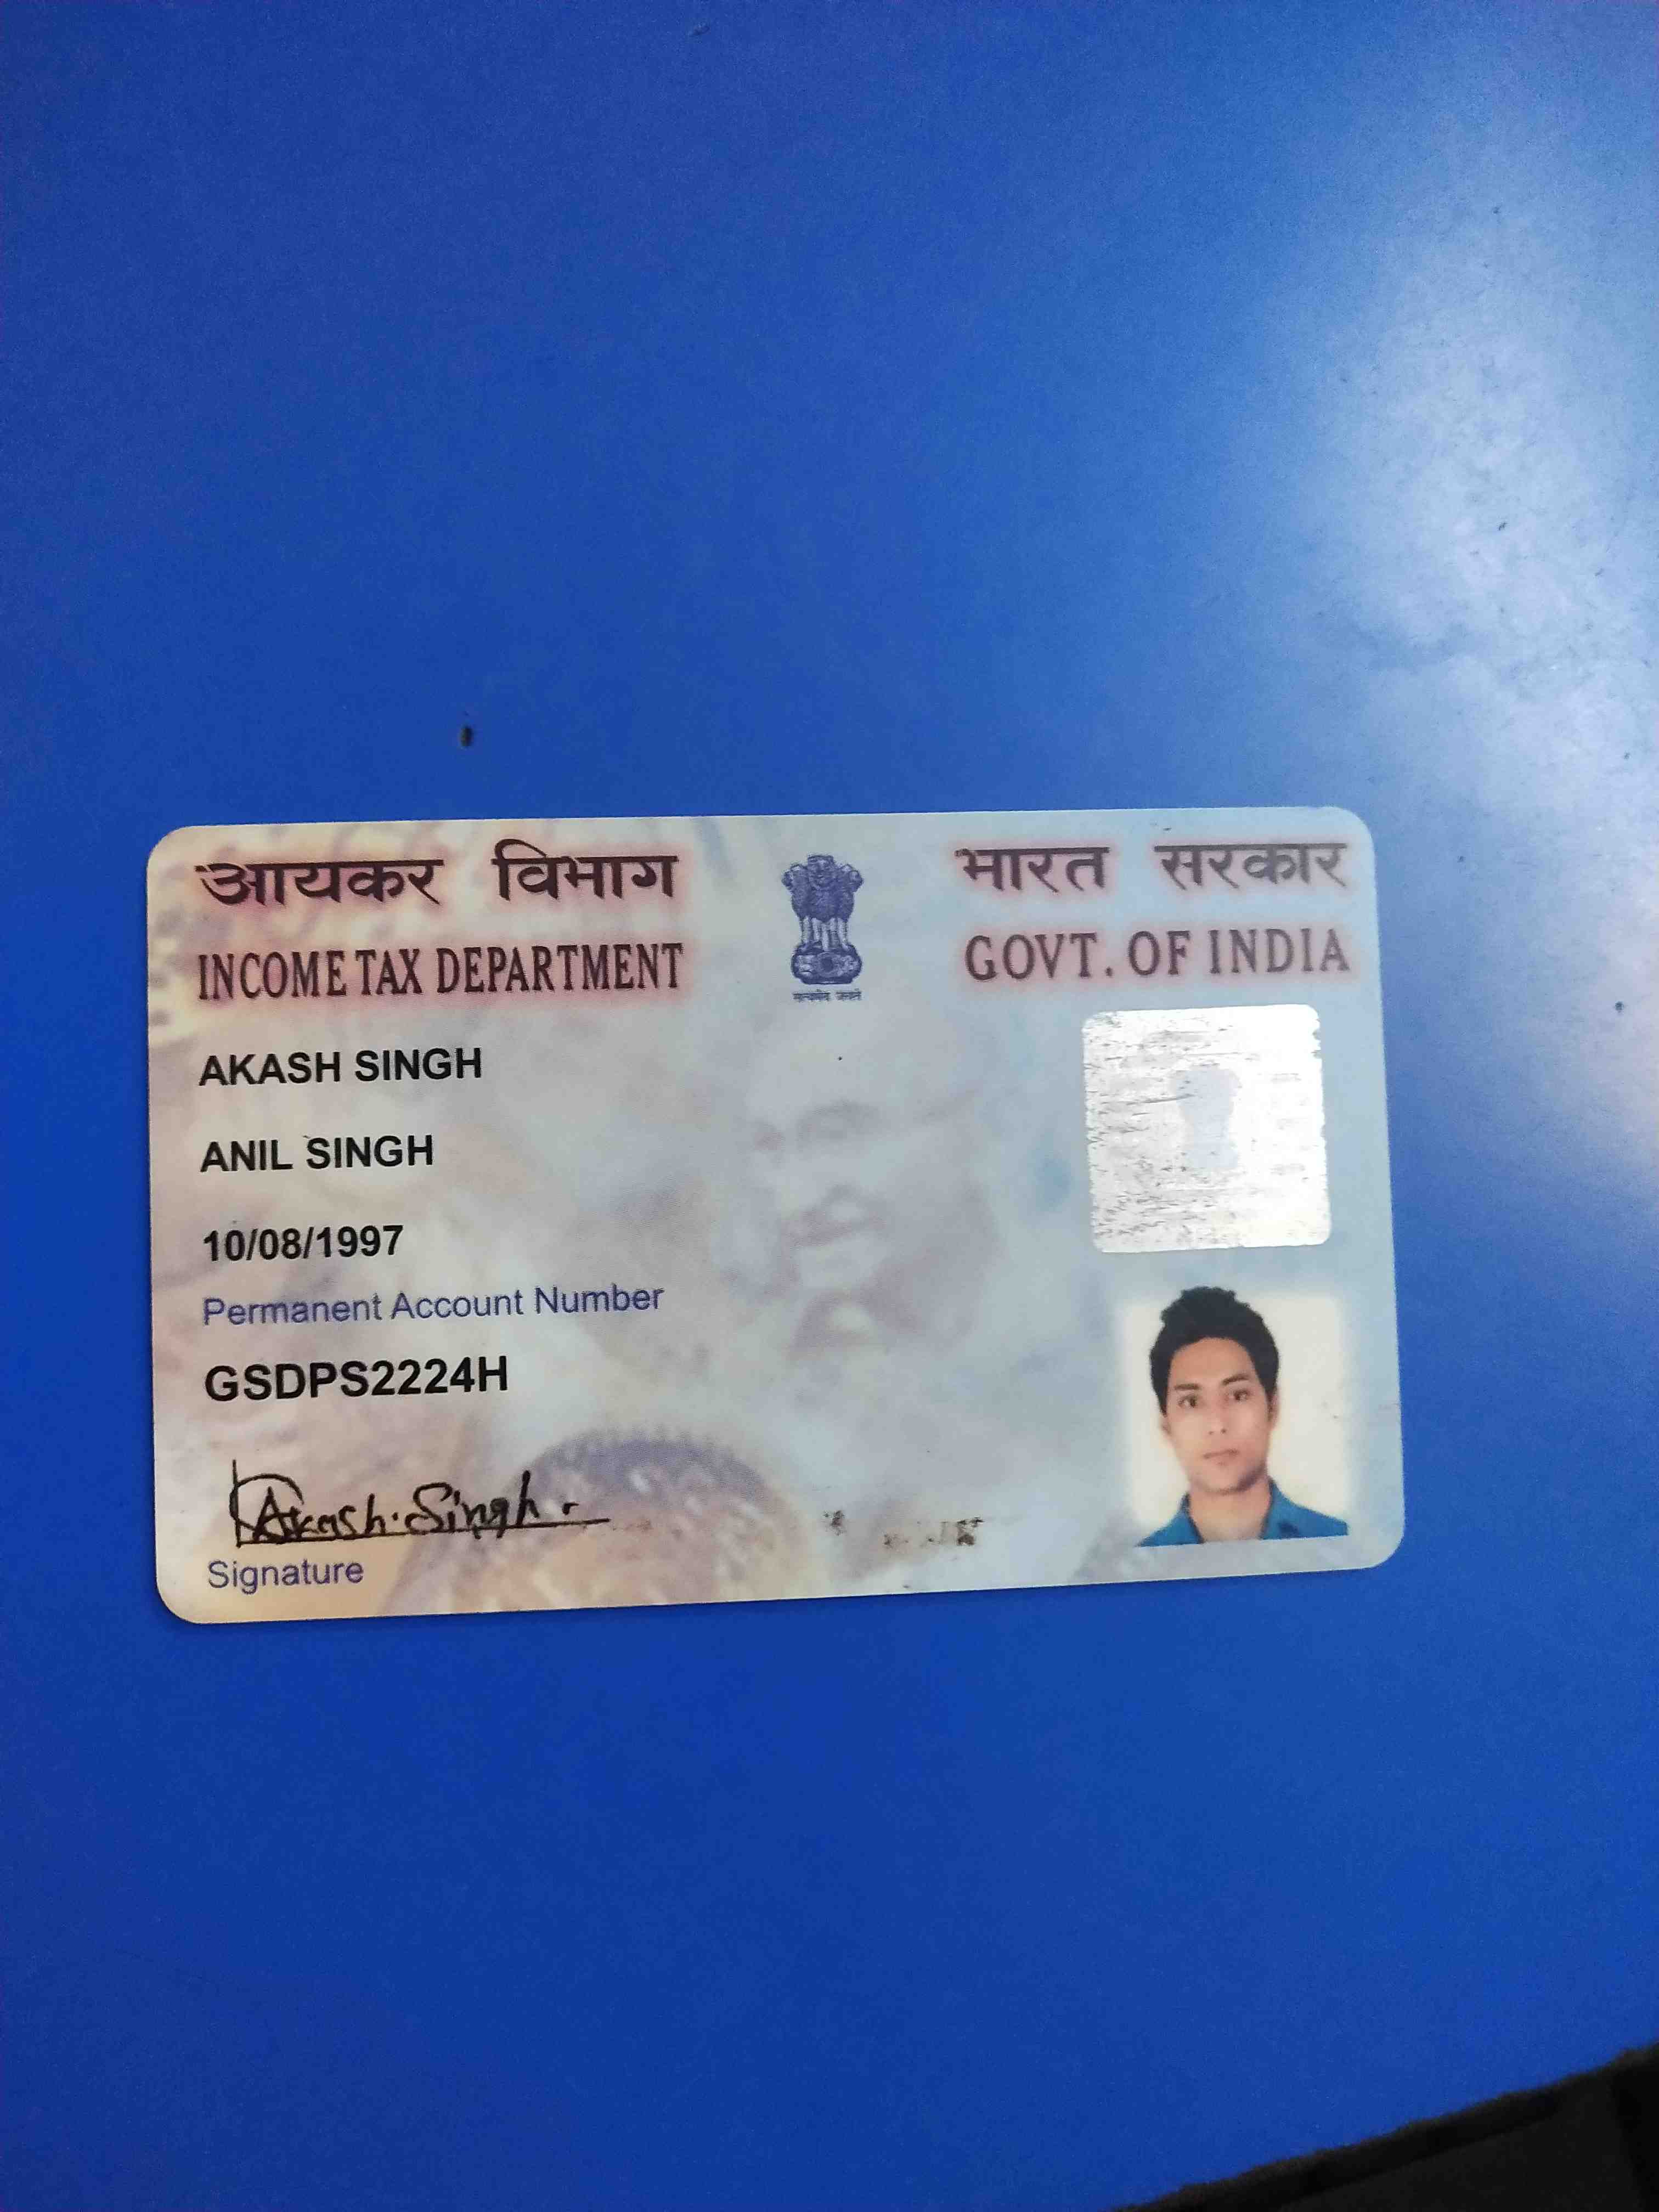 आयकर विभाग
INCOME TAX DEPARTMENT
सत्यमेव जयते
भारत सरकार
GOVT. OF INDIA
AKASH SINGH
ANIL SINGH
10/08/1997
Permanent Account Number
GSDPS2224H
Akash.Singh.
Signature